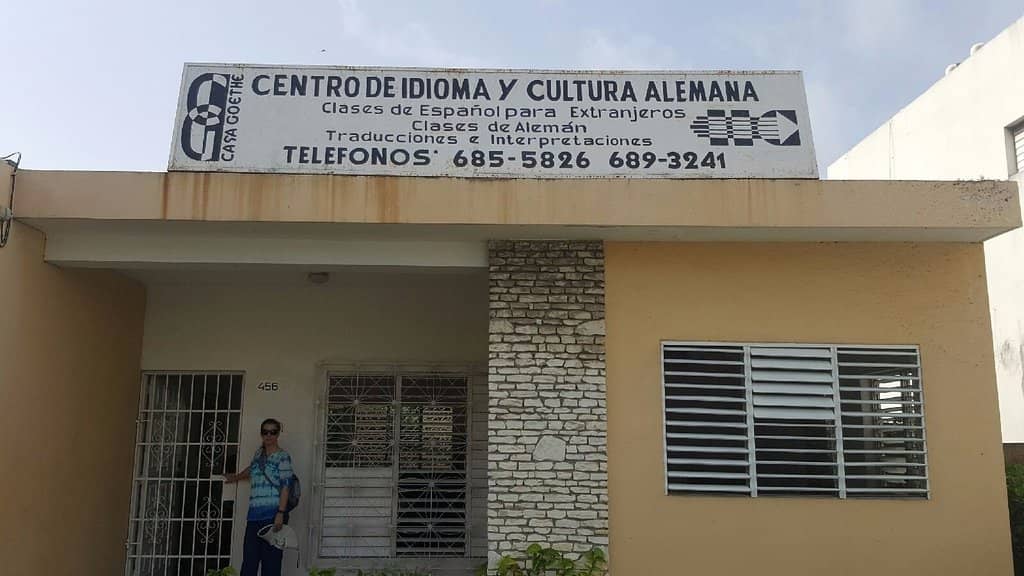 CASA GOETHE
CENTRO DE IDIOMA Y CULTURA ALEMANA
Clases de Español para Extranjeros
Clases de Alemán
Traducciones e Interpretaciones
TELEFONOS: 685-5826 689-3241
456